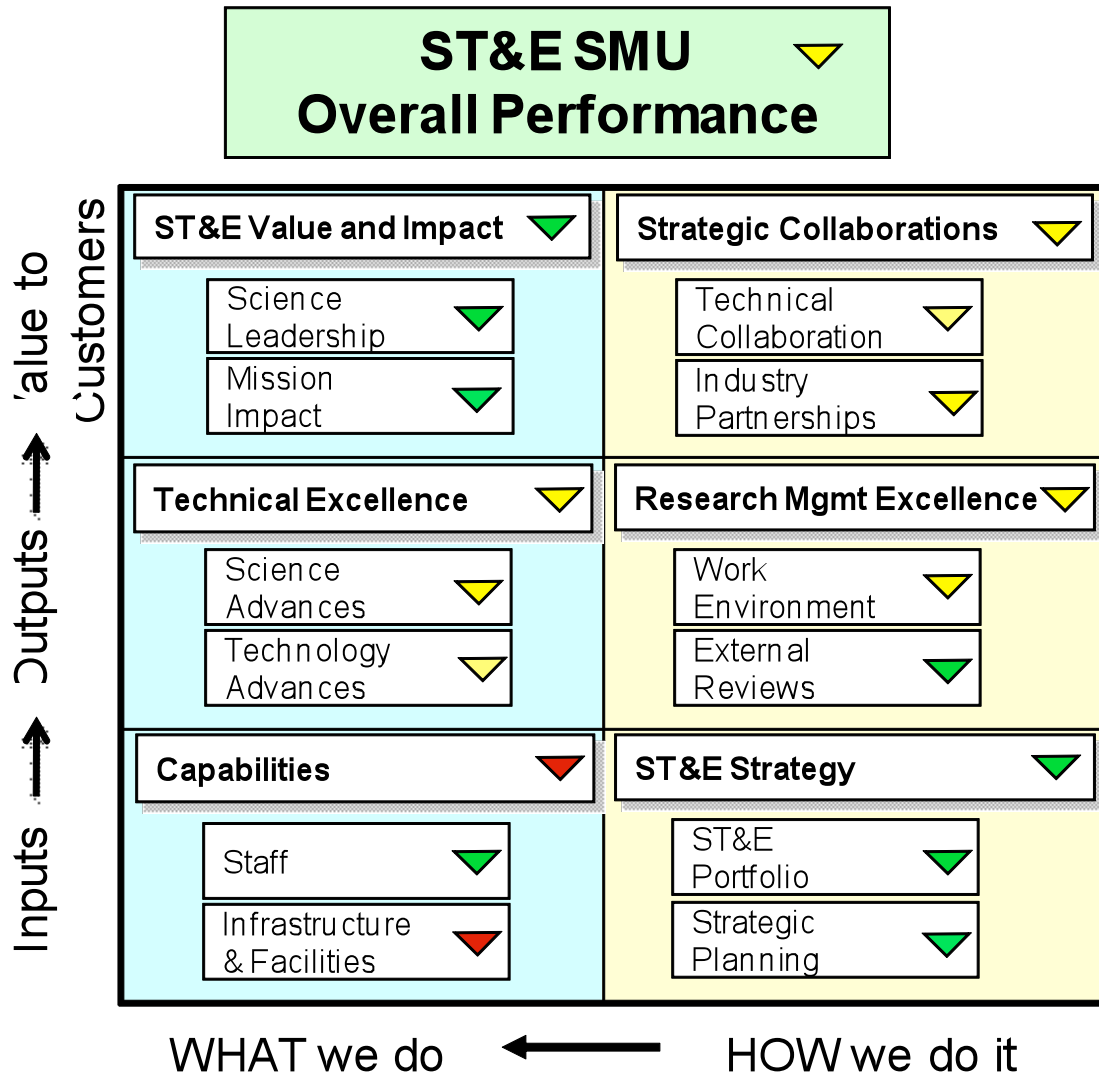 ST&E SMU
Overall Performance
Customers
ST&E Value and Impact
Science
Leadership
Mission
Impact
Strategic Collaborations
Technical
Collaboration
Industry
Partnerships
Outputs
Technical Excellence
Science
Advances
Technology
Advances
Research Mgmt Excellence
Work
Environment
External
Reviews
Inputs
Capabilities
Staff
Infrastructure
& Facilities
ST&E Strategy
ST&E
Portfolio
Strategic
Planning
WHAT we do
HOW we do it